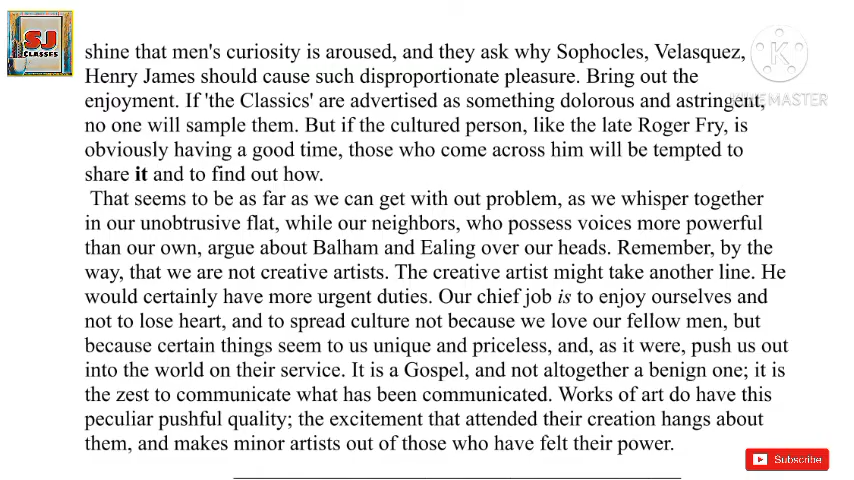 SJ
CLASSES
shine that men's curiosity is aroused, and they ask why Sophocles, Velasquez,
Henry James should cause such disproportionate pleasure. Bring out the
enjoyment. If 'the Classics' are advertised as something dolorous and astringent,
no one will sample them. But if the cultured person, like the late Roger Fry, is
obviously having a good time, those who come across him will be tempted to
share it and to find out how.
That seems to be as far as we can get with out problem, as we whisper together
in our unobtrusive flat, while our neighbors, who possess voices more powerful
than our own, argue about Balham and Ealing over our heads. Remember, by the
way, that we are not creative artists. The creative artist might take another line. He
would certainly have more urgent duties. Our chief job is to enjoy ourselves and
not to lose heart, and to spread culture not because we love our fellow men, but
because certain things seem to us unique and priceless, and, as it were, push us out
into the world on their service. It is a Gospel, and not altogether a benign one; it is
the zest to communicate what has been communicated. Works of art do have this
peculiar pushful quality; the excitement that attended their creation hangs about
them, and makes minor artists out of those who have felt their power.
K
KINEMASTER
Subscribe